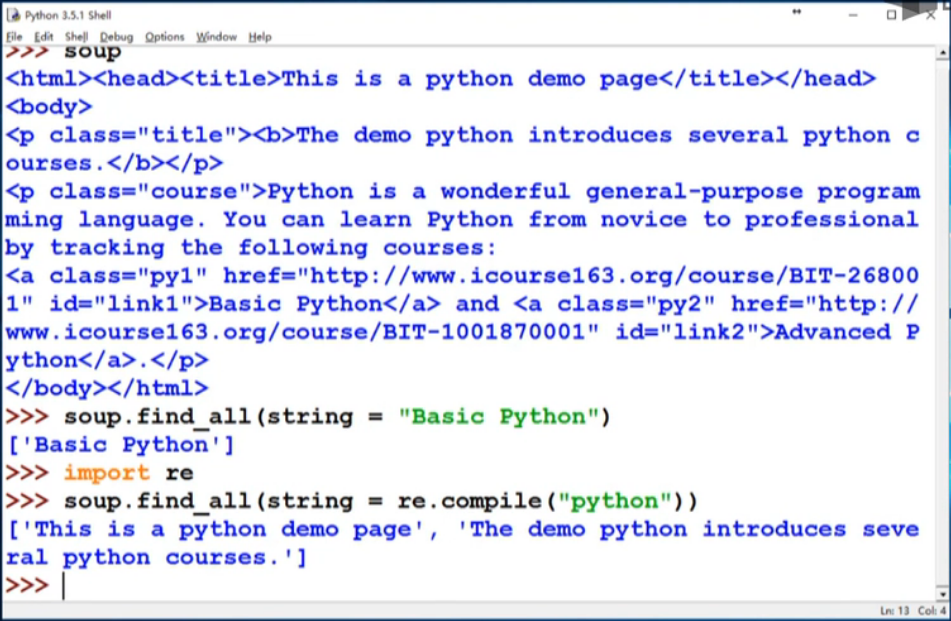 Python 3.5.1 Shell
File Edit Shell Debug Options Window Help
>>> soup
<html><head><title>This is a python demo page</title></head>
<body>
<p class="title"><b>The demo python introduces several python c
ourses.</b></p>
<p class="course">Python is a wonderful general-purpose program
ming language. You can learn Python from novice to professional
by tracking the following courses:
<a class="py1" href="http://www.icourse163.org/course/BIT-26800
1" id="link1">Basic Python</a> and <a class="py2" href="http://
www.icourse163.org/course/BIT-1001870001" id="link2">Advanced P
ython</a>.</p>
</body></html>
>>> soup.find_all(string = "Basic Python")
['Basic Python']
>>> import re
>>> soup.find_all(string = re.compile("python"))
['This is a python demo page', 'The demo python introduces seve
ral python courses.']
>>>
Ln: 13 Col: 4